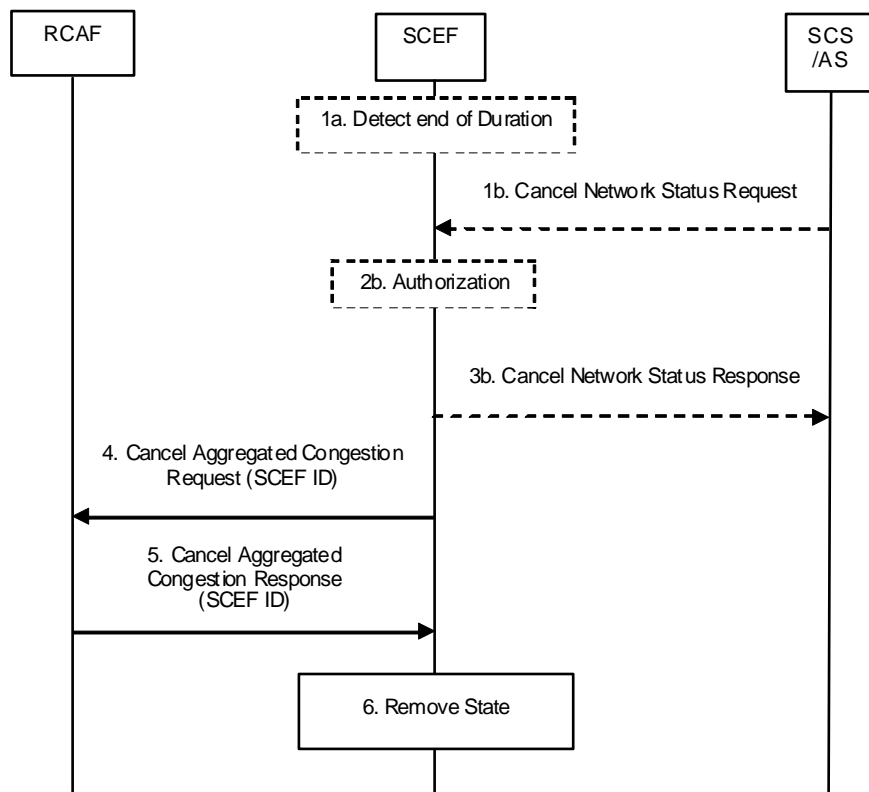 RCAF
SCEF
SCS
/AS
1a. Detect end of Duration
1b. Cancel Network Status Request
2b. Authorization
3b. Cancel Network Status Response
4. Cancel Aggregated Congestion
Request (SCEF ID)
5. Cancel Aggregated
Congestion Response
(SCEF ID)
6. Remove State